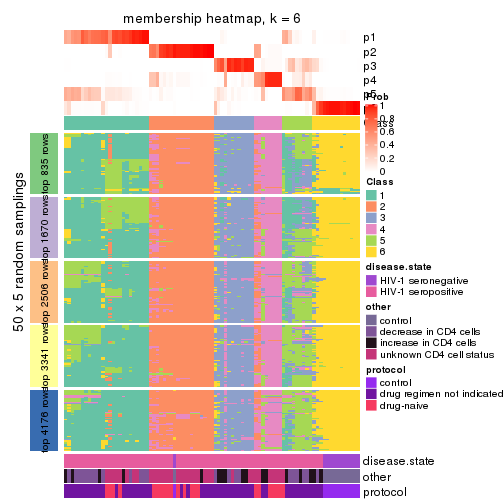 membership heatmap, k = 6
p1
p2
p3
p4
p5
Prob
1
0.8
0.6
0.4
0.2
0
Class
1
2
3
4
5
6
disease.state
HIV-1 seronegative
HIV-1 seropositive
other
control
decrease in CD4 cells
increase in CD4 cells
unknown CD4 cell status
protocol
control
drug regimen not indicated
drug-naive
50 x 5 random samplings
top 835 rows
top 1670 rows
top 2506 rows
top 3341 rows
top 4176 rows
disease.state
other
protocol